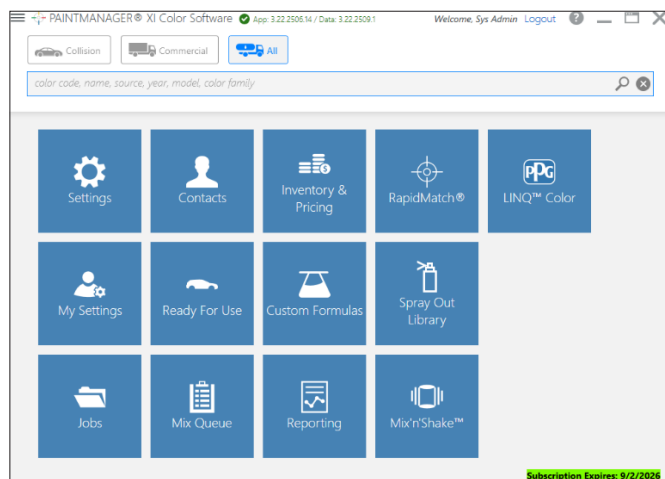 PAINTMANAGER® XI Color Software App: 3.22.2506.14 / Data: 3.22.2509.1 Welcome, Sys Admin Logout ?
Collision Commercial All
color code, name, source, year, model, color family
Settings
Contacts
Inventory &
Pricing
RapidMatch®
PPG
LINQ™ Color
My Settings
Ready For Use
Custom Formulas
Spray Out
Library
Jobs
Mix Queue
Reporting
Mix'n'Shake™
Subscription Expires: 9/2/2026